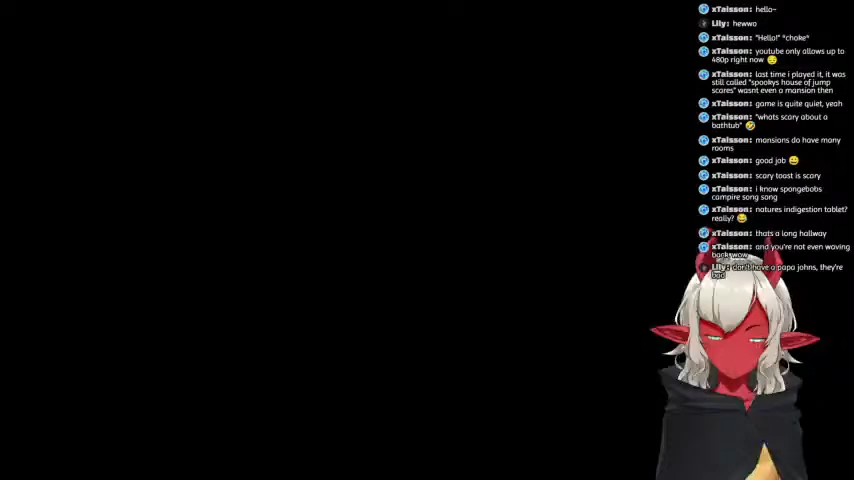 xTaisson: hello~
Lily: hewwo
xTaisson: "Hello!" *choke*
xTaisson: youtube only allows up to
480p right now 😔
xTaisson: last time i played it, it was
still called "spookys house of jump
scares" wasnt even a mansion then
xTaisson: game is quite quiet, yeah
xTaisson: "whats scary about a
bathtub" 🤣
xTaisson: mansions do have many
rooms
xTaisson: good job 😄
xTaisson: scary toast is scary
xTaisson: i know spongebobs
campire song song
xTaisson: natures indigestion tablet?
really? 😂
xTaisson: thats a long hallway
xTaisson: and you're not even waving
back wow
Lily: don't have a papa johns, they're
bad